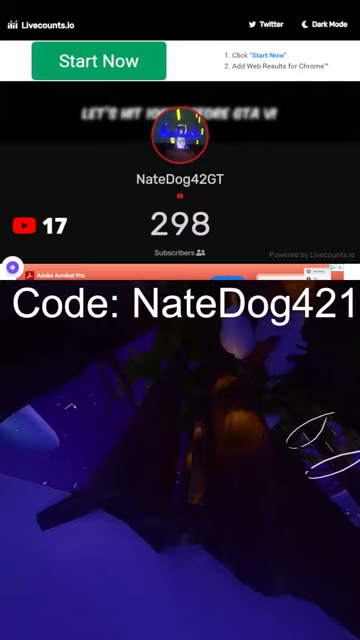 Livecounts.io
Twitter
Dark Mode
Start Now
1. Click "Start Now"
2. Add Web Results for Chrome™
NateDog42GT
17
298
Subscribers
Powered by Livecounts.io
Adobe Acrobat Pro
Code: NateDog421